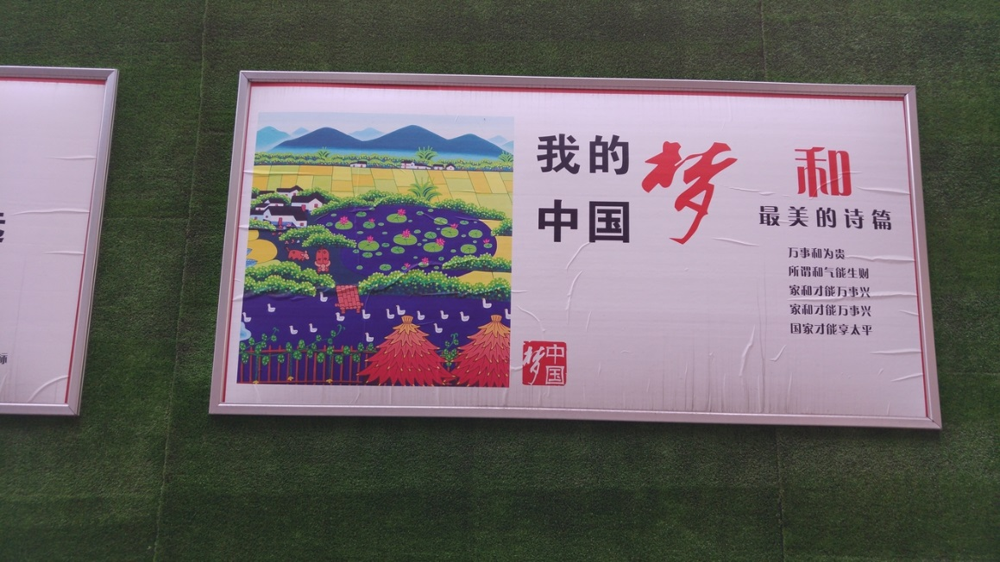 我的
中国
梦
和
最美的诗篇
万事和为贵
所谓和气能生财
家和才能万事兴
家和才能万事兴
国家才能享太平
中国
梦